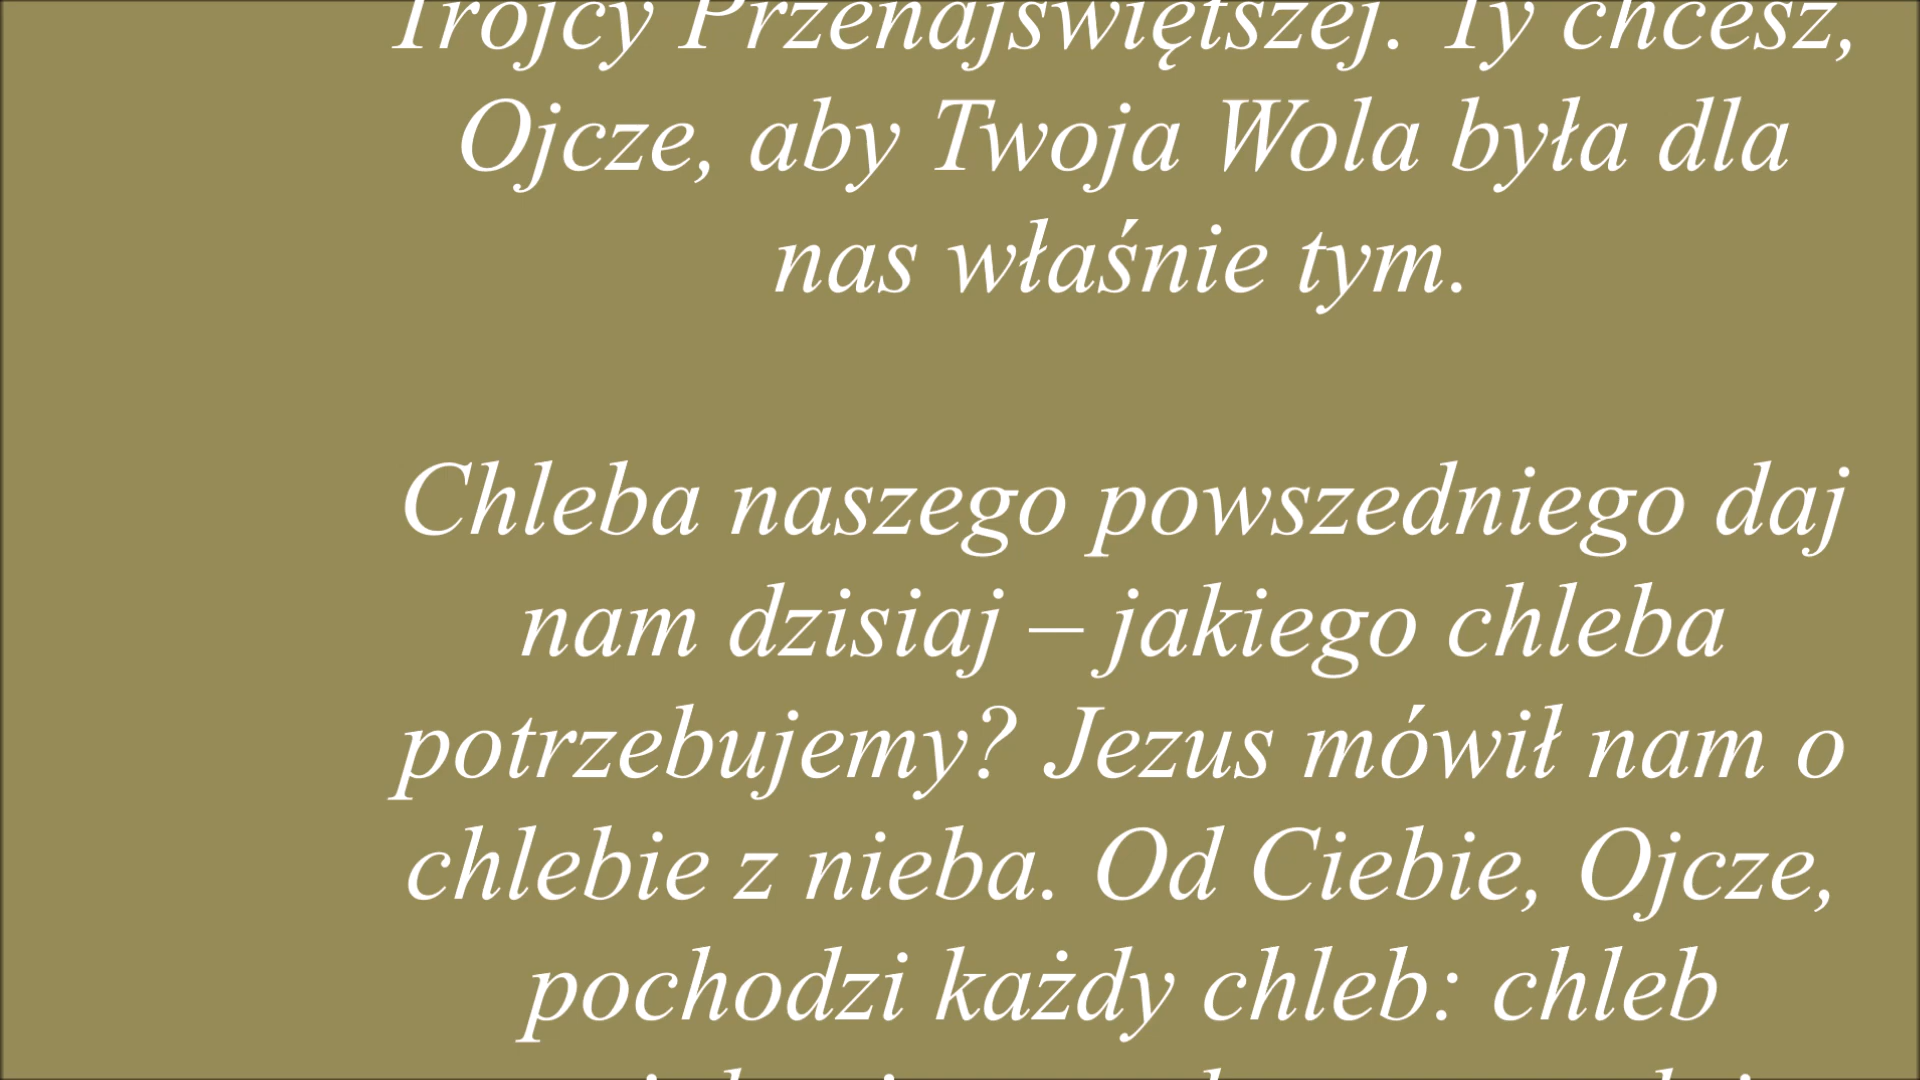 Trójcy Przenajświętszej. Ty chcesz,
Ojcze, aby Twoja Wola była dla
nas właśnie tym.
Chleba naszego powszedniego daj
nam dzisiaj – jakiego chleba
potrzebujemy? Jezus mówił nam o
chlebie z nieba. Od Ciebie, Ojcze,
pochodzi każdy chleb: chleb